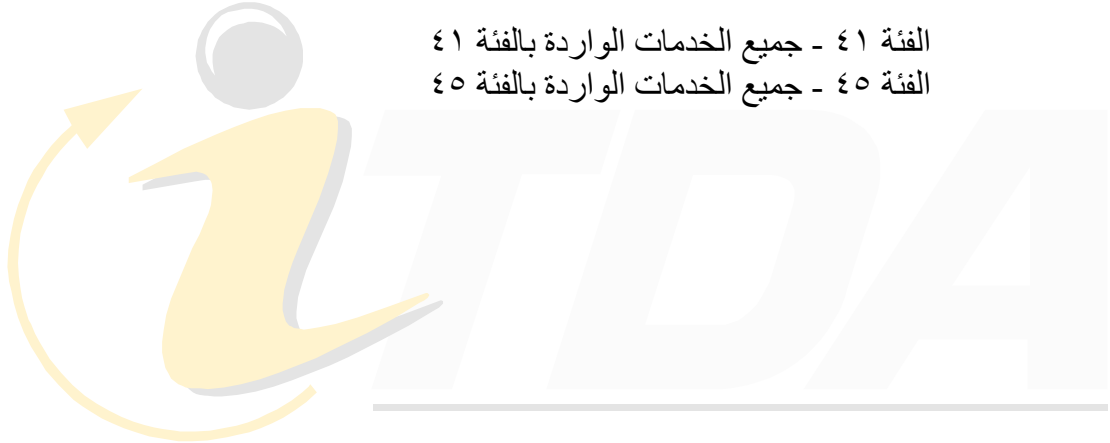 الفئة ٤١ - جميع الخدمات الواردة بالفئة ٤١
الفئة ٤٥ - جميع الخدمات الواردة بالفئة ٤٥
iTDA